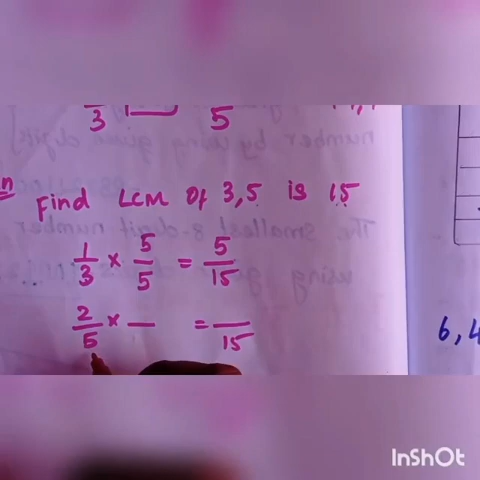 1/3 5
n Find LCM Of 3,5 is 15
1/3 × 5/5 = 5/15
2/5 × — = —/15
6,4
InShOt